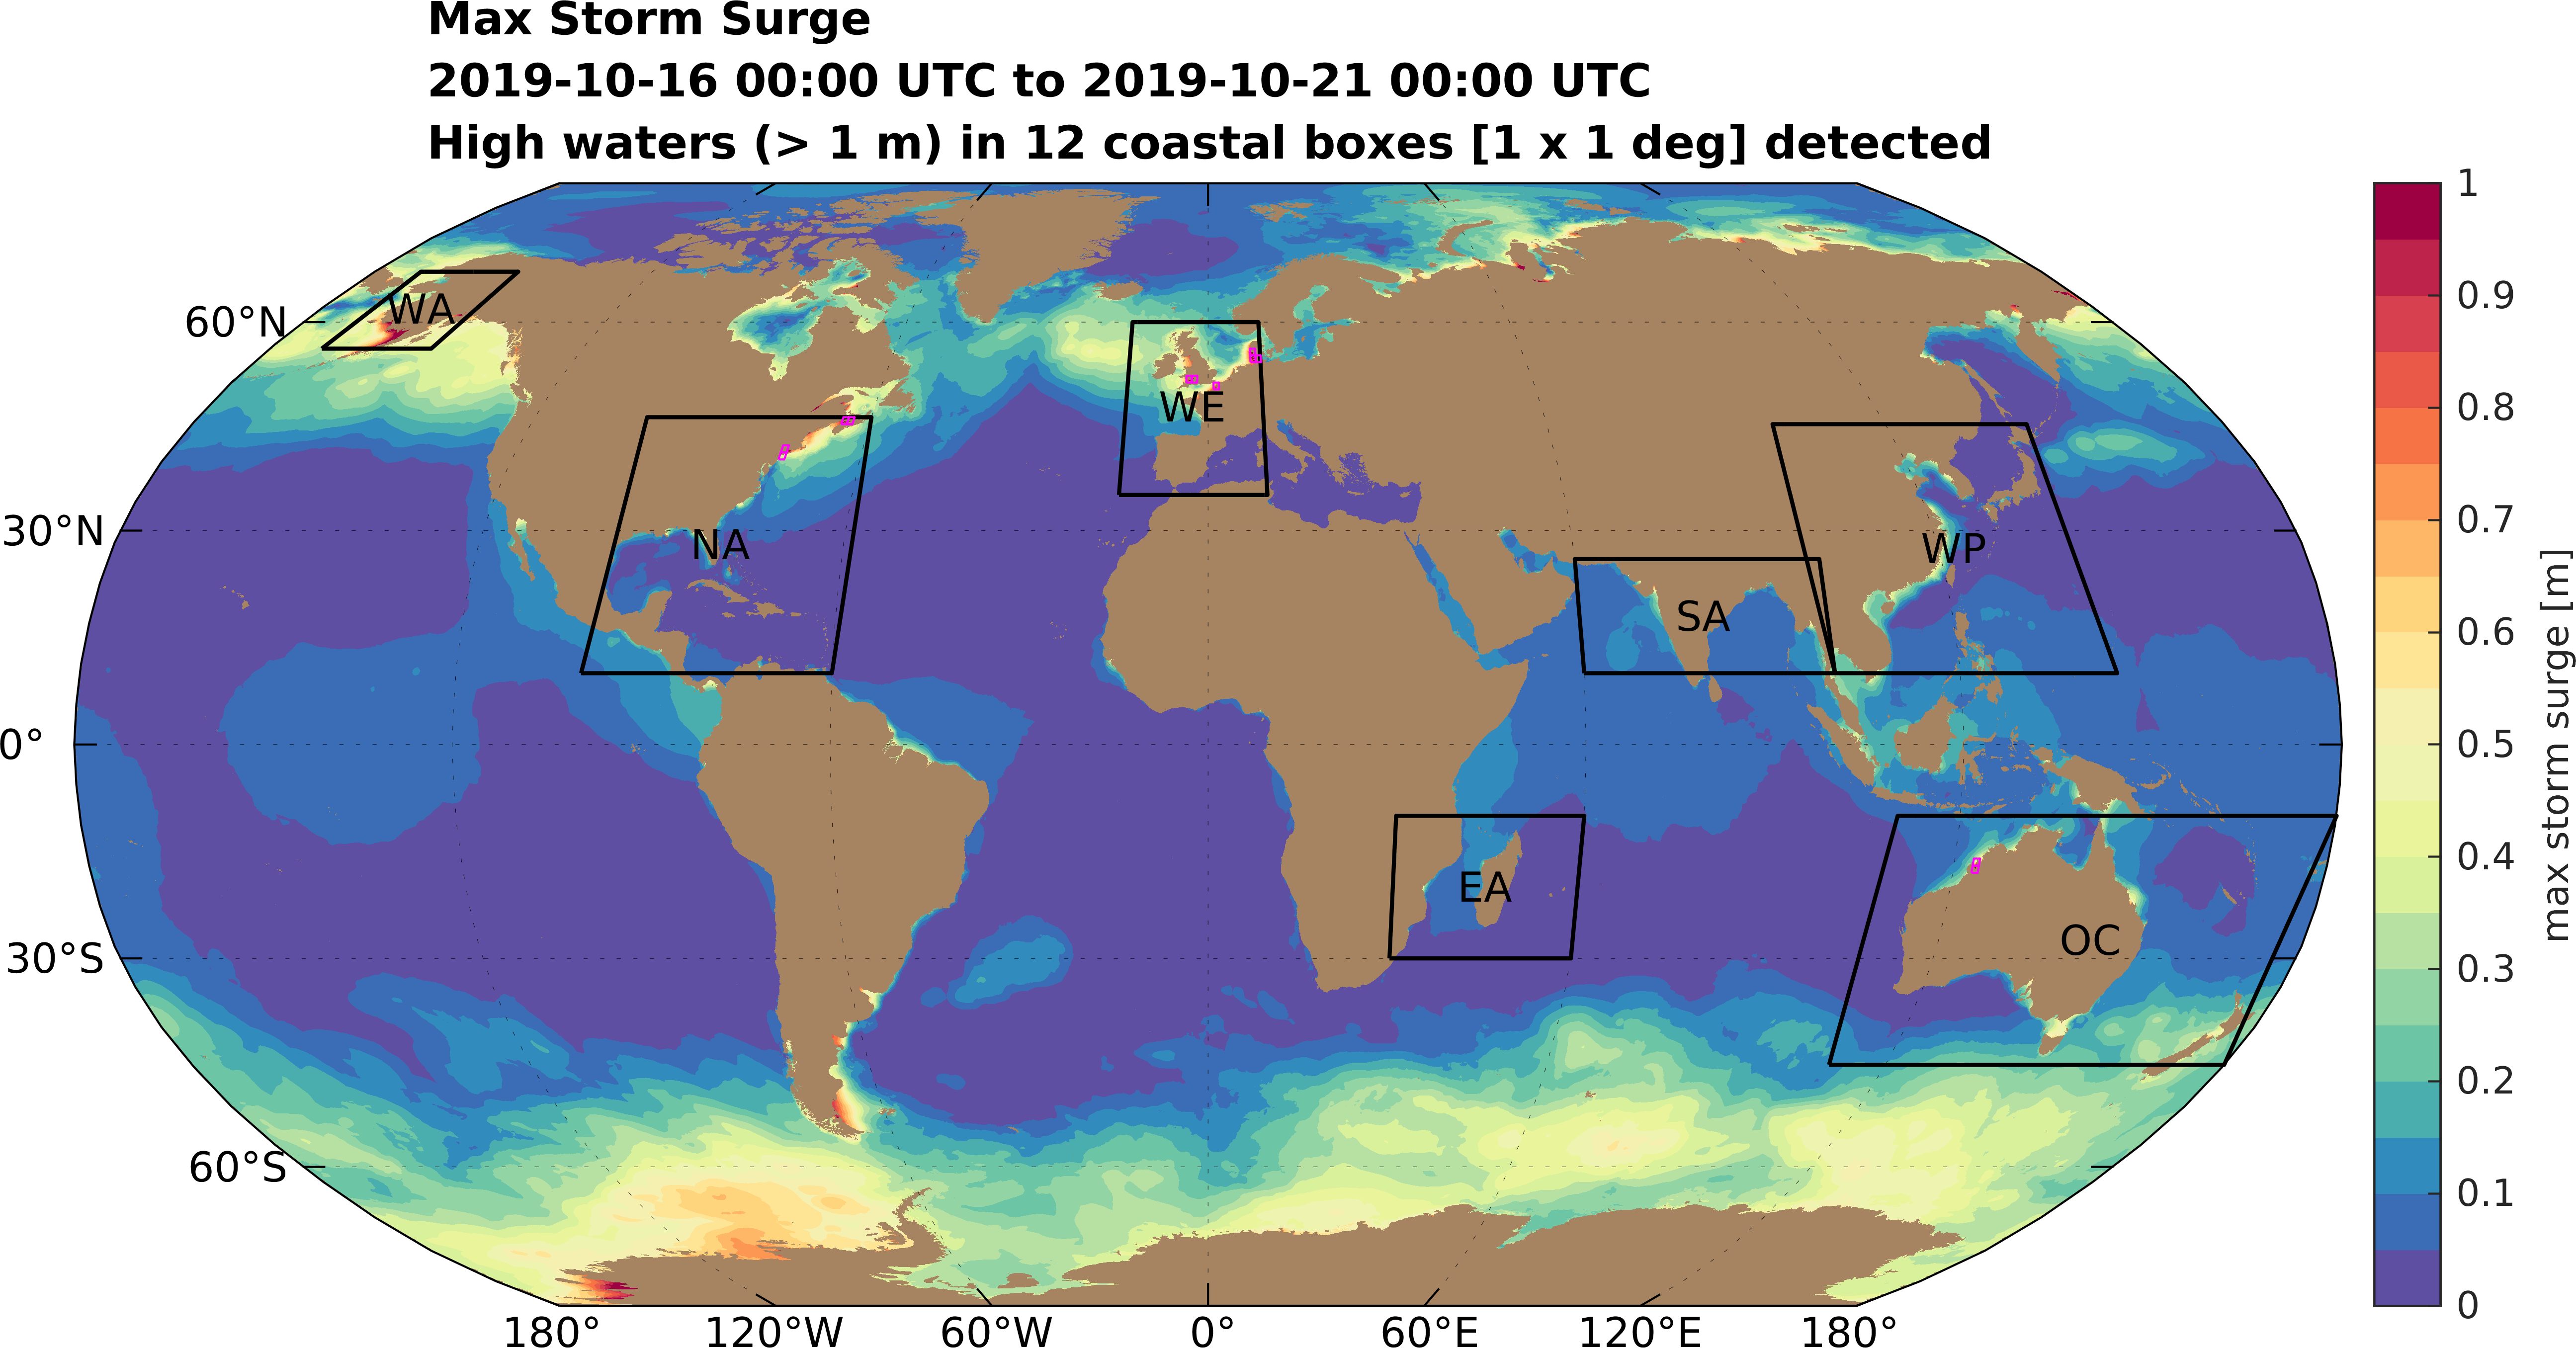 Max Storm Surge
2019-10-16 00:00 UTC to 2019-10-21 00:00 UTC
High waters (> 1 m) in 12 coastal boxes [1 x 1 deg] detected
60°N
30°N
0°
30°S
60°S
WA
NA
WE
SA
WP
EA
OC
180°
120°W
60°W
0°
60°E
120°E
180°
1
0.9
0.8
0.7
0.6
0.5
0.4
0.3
0.2
0.1
0
max storm surge [m]